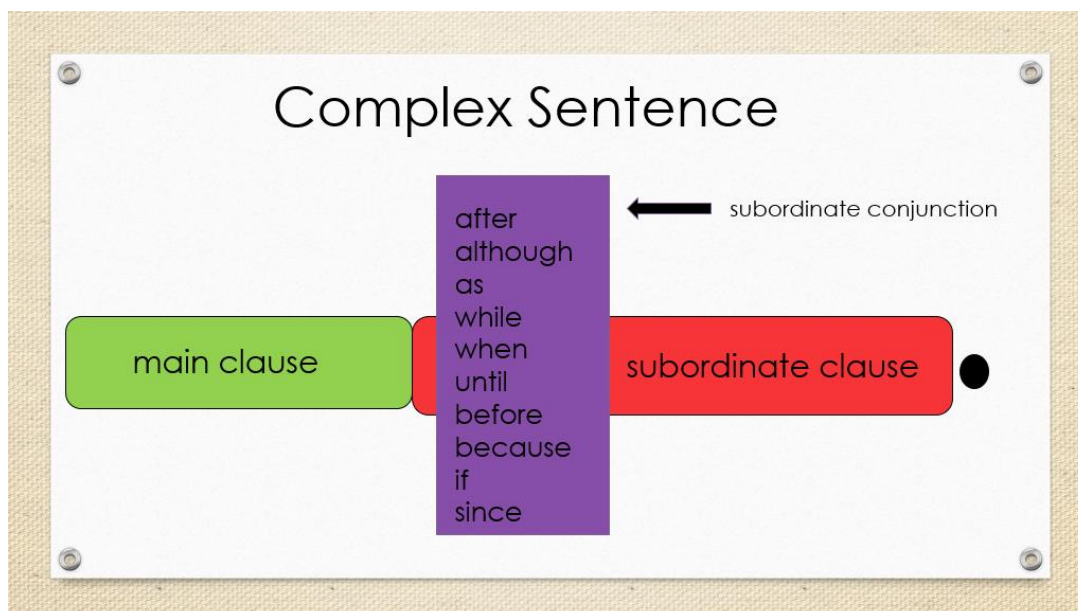 Complex Sentence
subordinate conjunction
after
although
as
while
when
until
before
because
if
since
main clause
subordinate clause